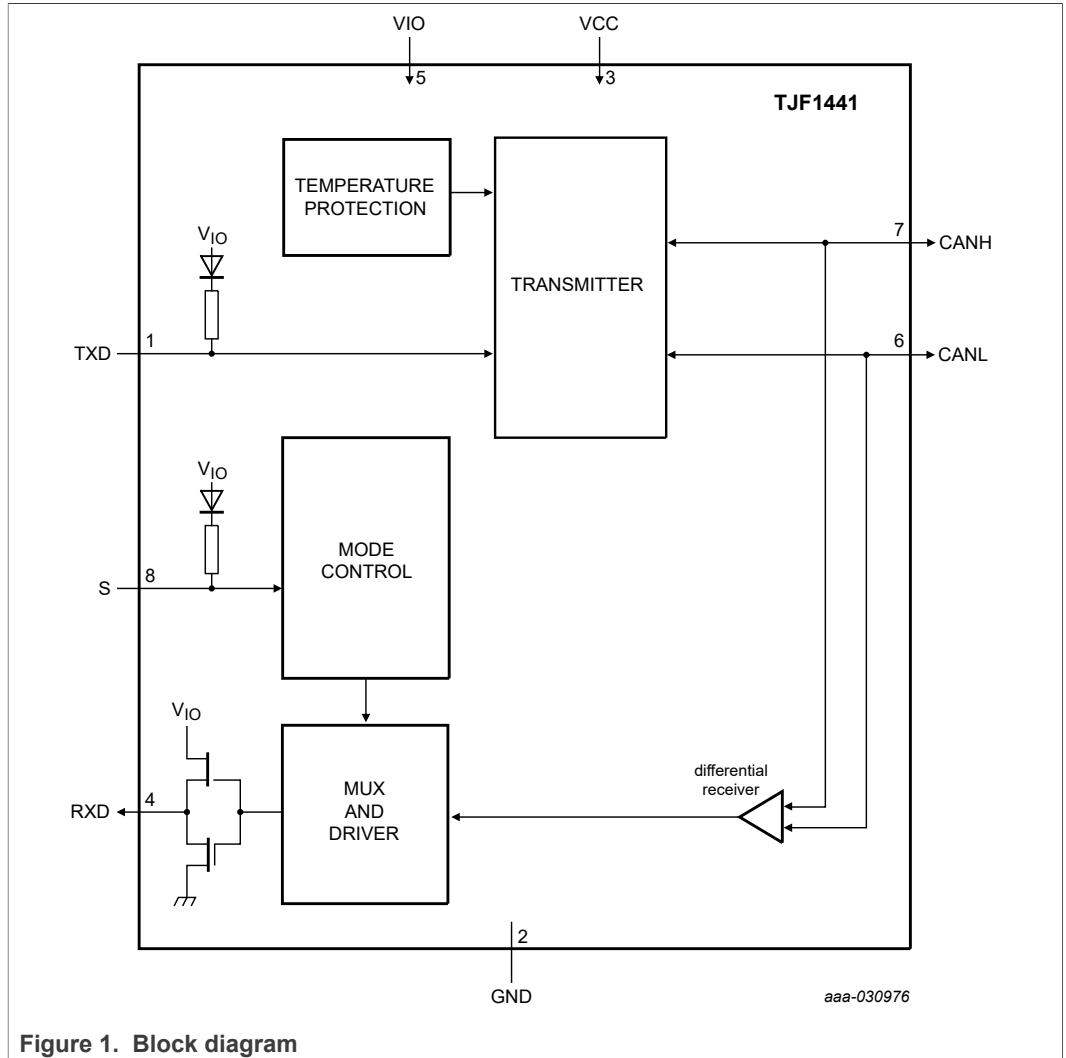 VIO VCC
5 3
TJF1441
TEMPERATURE
PROTECTION
VIO
7 CANH
TRANSMITTER
1
TXD
6 CANL
VIO
MODE
CONTROL
8
S
VIO
differential
receiver
MUX
AND
DRIVER
4
RXD
2
GND
aaa-030976
Figure 1. Block diagram